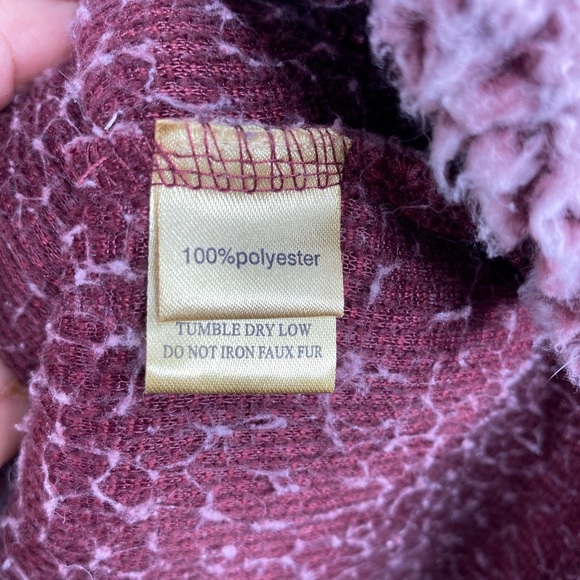 100%polyester
TUMBLE DRY LOW
DO NOT IRON FAUX FUR